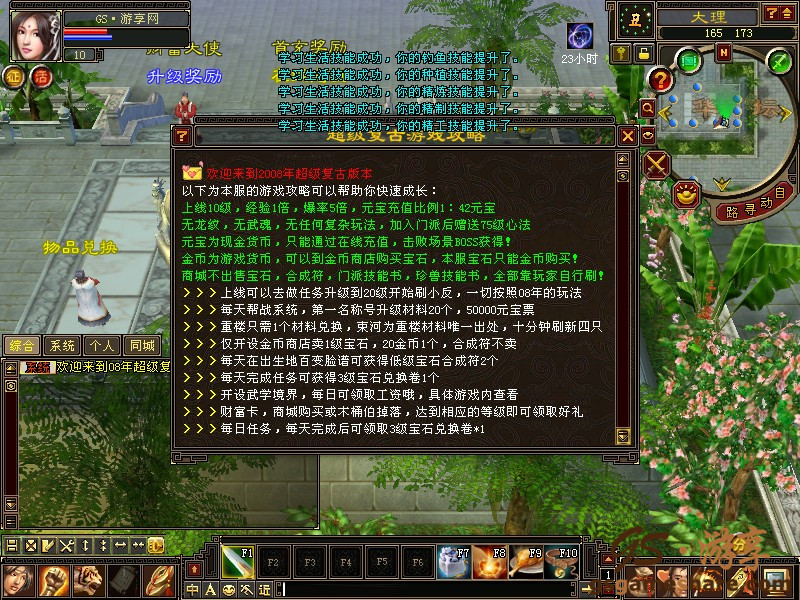 GS·游享网
10
财富大使
升级奖励
征
活
首充奖励
23小时
学习生活技能成功，你的钓鱼技能提升了。
学习生活技能成功，你的种植技能提升了。
学习生活技能成功，你的精炼技能提升了。
学习生活技能成功，你的精制技能提升了。
学习生活技能成功，你的精工技能提升了。
丑
大理
165 173
N
自动寻路
超级复古游戏攻略
欢迎来到2008年超级复古版本
以下为本服的游戏攻略可以帮助你快速成长：
上线10级，经验1倍，爆率5倍，元宝充值比例1：42元宝
无龙纹，无武魂，无任何复杂玩法，加入门派后赠送75级心法
元宝为现金货币，只能通过在线充值，击败场景BOSS获得！
金币为游戏货币，可以到金币商店购买宝石，本服宝石只能金币购买！
商城不出售宝石，合成符，门派技能书，珍兽技能书，全部靠玩家自行刷！
＞＞＞上线可以去做任务升级到20级开始刷小反，一切按照08年的玩法
＞＞＞每天帮战系统，第一名称号升级材料20个，50000元宝票
＞＞＞重楼只需1个材料兑换，束河为重楼材料唯一出处，十分钟刷新四只
＞＞＞仅开设金币商店卖1级宝石，20金币1个，合成符不卖
＞＞＞每天在出生地百变脸谱可获得低级宝石合成符2个
＞＞＞每天完成任务可获得3级宝石兑换卷1个
＞＞＞开设武学境界，每日可领取工资哦，具体游戏内查看
＞＞＞财富卡，商城购买或木桶伯掉落，达到相应的等级即可领取好礼
＞＞＞每日任务，每天完成后可领取3级宝石兑换卷*1
物品兑换
综合 系统 个人 同城
系统 欢迎来到08年超级复
F1 F2 F3 F4 F5 F6 F7 F8 F9 F10
中 A 近
1
GS·游享